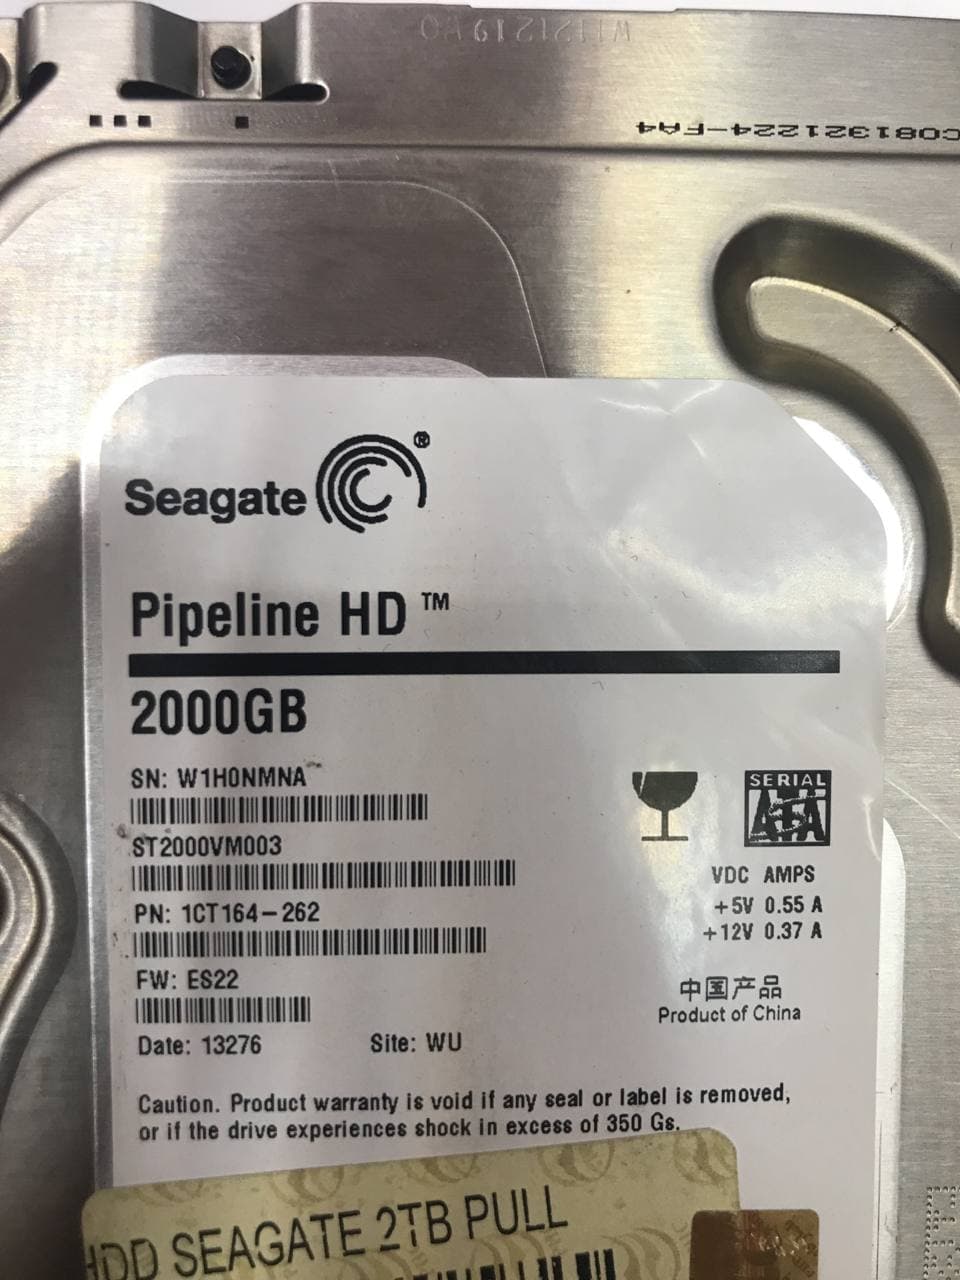 C081321224-FA4
Seagate ®
Pipeline HD ™
2000GB
SN: W1H0NMNA
ST2000VM003
PN: 1CT164-262
FW: ES22
Date: 13276 Site: WU
SERIAL
ATA
VDC AMPS
+5V 0.55 A
+12V 0.37 A
中国产品
Product of China
Caution. Product warranty is void if any seal or label is removed,
or if the drive experiences shock in excess of 350 Gs.
HDD SEAGATE 2TB PULL